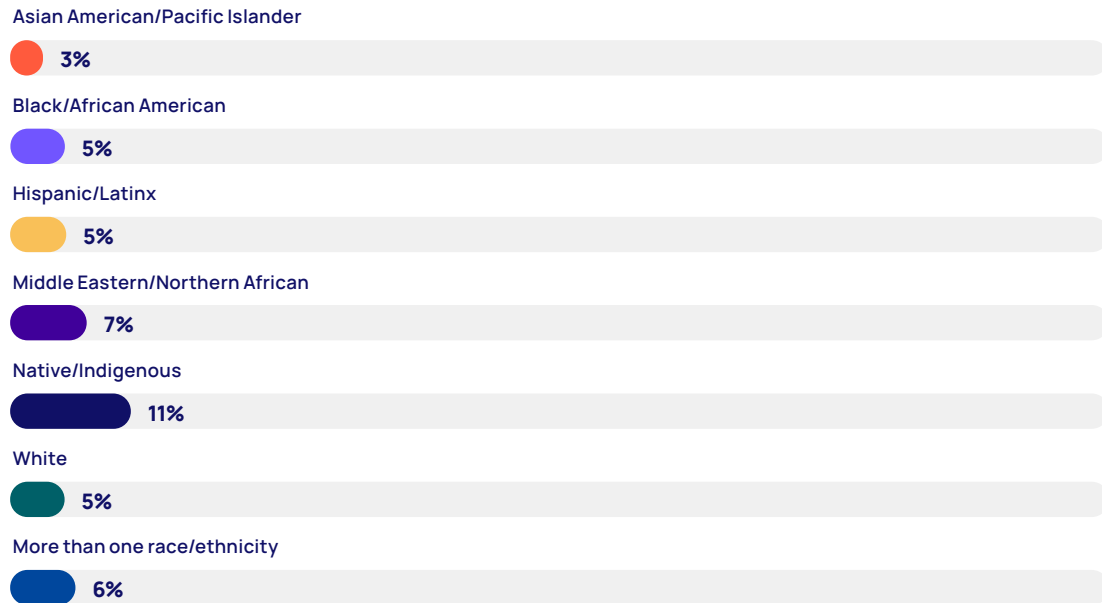 Asian American/Pacific Islander
3%
Black/African American
5%
Hispanic/Latinx
5%
Middle Eastern/Northern African
7%
Native/Indigenous
11%
White
5%
More than one race/ethnicity
6%